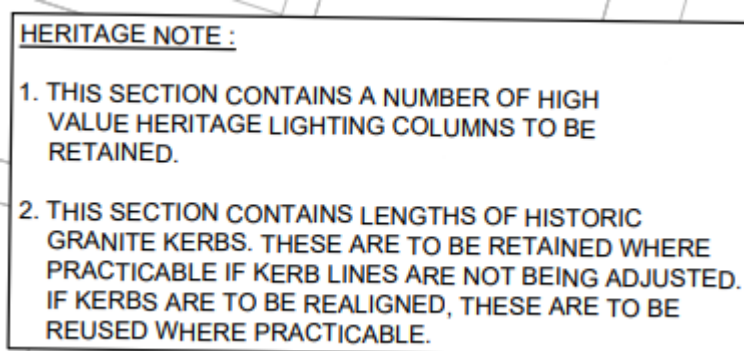 HERITAGE NOTE :
1. THIS SECTION CONTAINS A NUMBER OF HIGH
VALUE HERITAGE LIGHTING COLUMNS TO BE
RETAINED.
2. THIS SECTION CONTAINS LENGTHS OF HISTORIC
GRANITE KERBS. THESE ARE TO BE RETAINED WHERE
PRACTICABLE IF KERB LINES ARE NOT BEING ADJUSTED.
IF KERBS ARE TO BE REALIGNED, THESE ARE TO BE
REUSED WHERE PRACTICABLE.